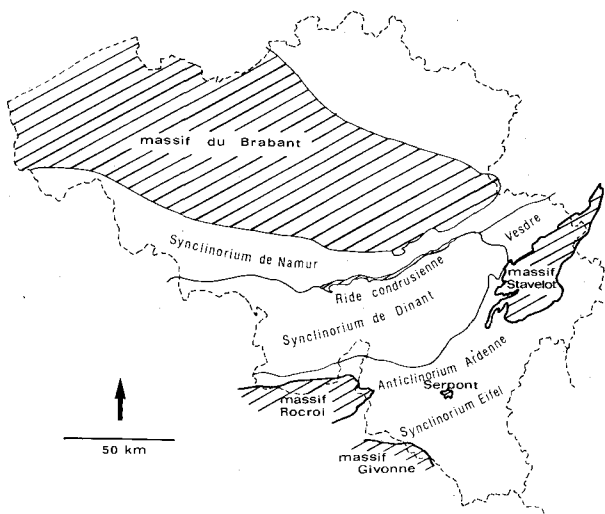 massif du Brabant
Synclinorium de Namur
Vesdre
Ride condrusienne
massif
Stavelot
Synclinorium de Dinant
Anticlinorium Ardenne
Serpont
massif
Rocroi
Synclinorium Eifel
massif
Givonne
50 km